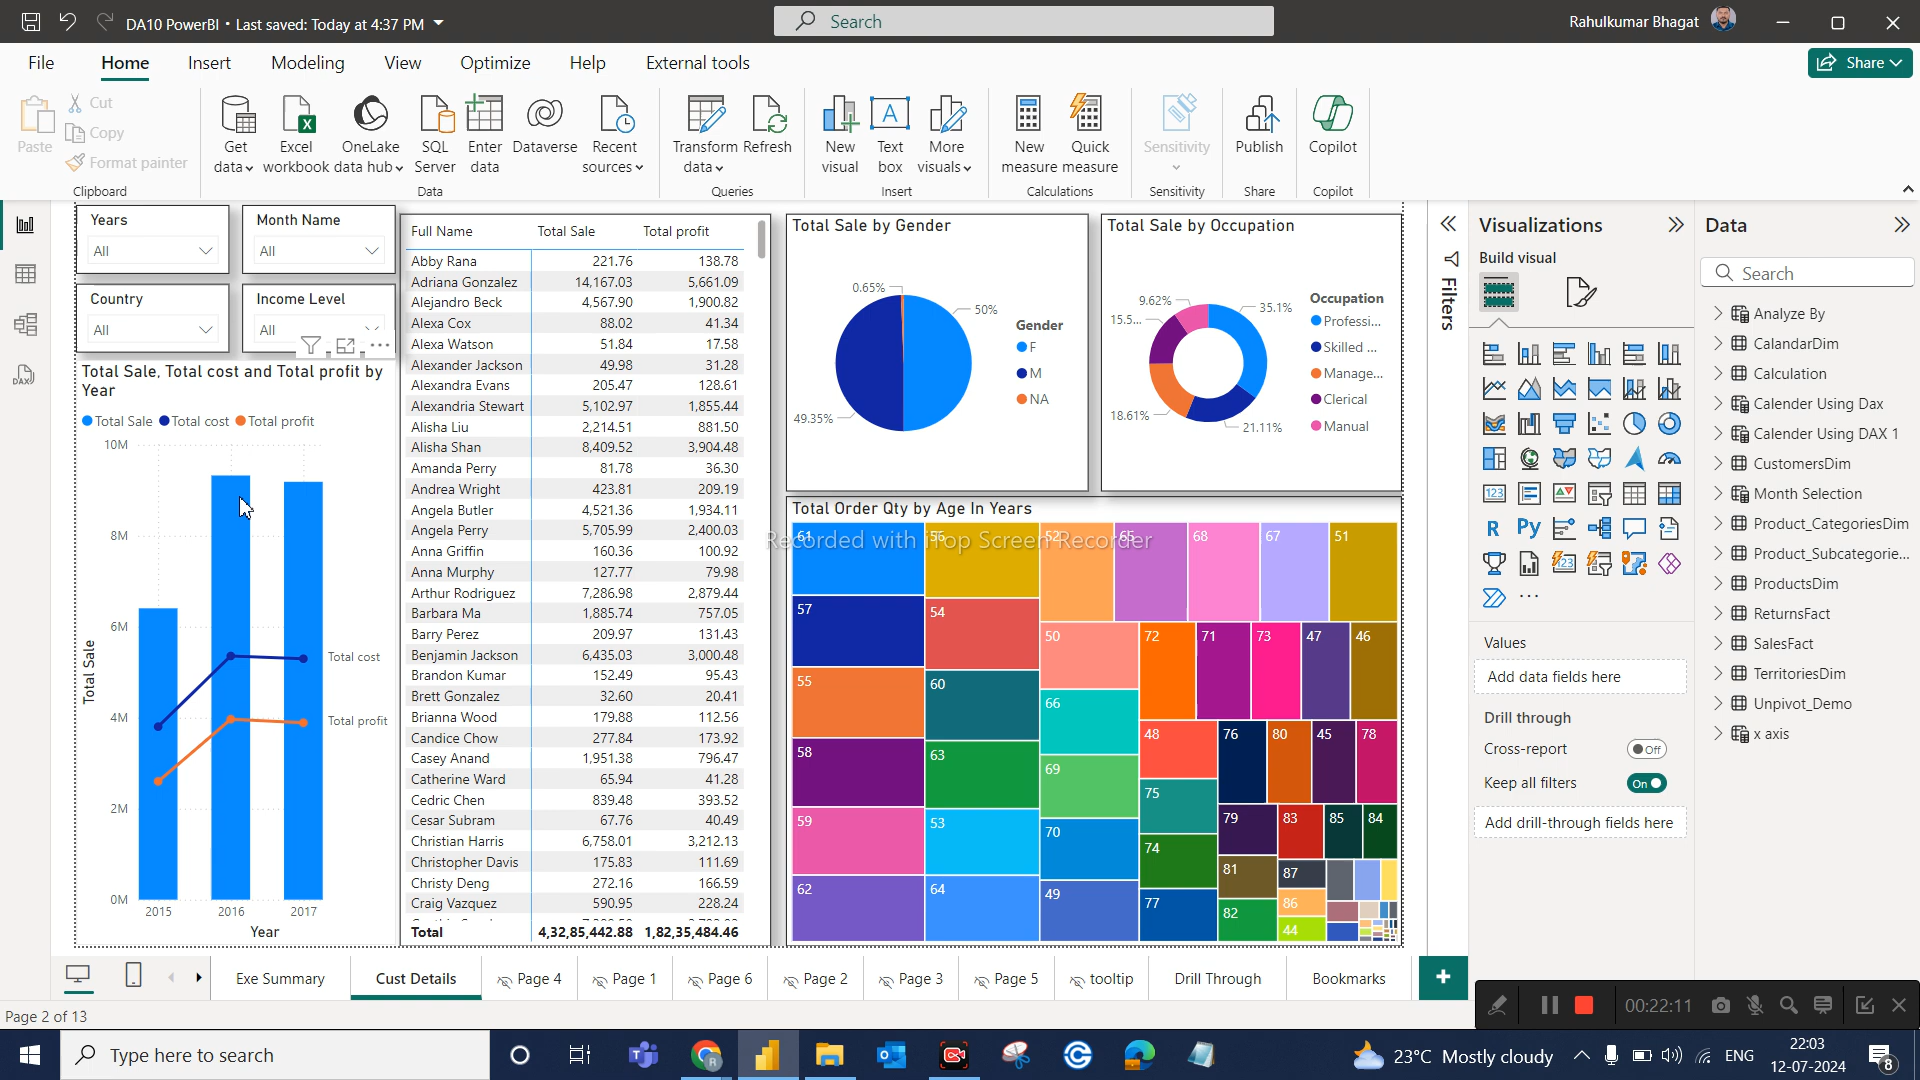 DA10 PowerBI • Last saved: Today at 4:37 PM
Search
Rahulkumar Bhagat
File
Home
Insert
Modeling
View
Optimize
Help
External tools
Share
Paste
Cut
Copy
Format painter
Get data
Excel workbook
OneLake data hub
SQL Server
Enter data
Dataverse
Recent sources
Transform data
Refresh
New visual
Text box
More visuals
New measure
Quick measure
Sensitivity
Publish
Copilot
Clipboard
Data
Queries
Insert
Calculations
Sensitivity
Share
Copilot
Years
All
Month Name
All
Country
All
Income Level
All
Total Sale, Total cost and Total profit by
Year
Total Sale
Total cost
Total profit
10M
8M
6M
4M
2M
0M
Total Sale
Total cost
Total profit
2015
2016
2017
Year
Full Name Total Sale Total profit
Abby Rana 221.76 138.78
Adriana Gonzalez 14,167.03 5,661.09
Alejandro Beck 4,567.90 1,900.82
Alexa Cox 88.02 41.34
Alexa Watson 51.84 17.58
Alexander Jackson 49.98 31.28
Alexandra Evans 205.47 128.61
Alexandria Stewart 5,102.97 1,855.44
Alisha Liu 2,214.51 881.50
Alisha Shan 8,409.52 3,904.48
Amanda Perry 81.78 36.30
Andrea Wright 423.81 209.19
Angela Butler 4,521.36 1,934.11
Angela Perry 5,705.99 2,400.03
Anna Griffin 160.36 100.92
Anna Murphy 127.77 79.98
Arthur Rodriguez 7,286.98 2,879.44
Barbara Ma 1,885.74 757.05
Barry Perez 209.97 131.43
Benjamin Jackson 6,435.03 3,000.48
Brandon Kumar 152.49 95.43
Brett Gonzalez 32.60 20.41
Brianna Wood 179.88 112.56
Candice Chow 277.84 173.92
Casey Anand 1,951.38 796.47
Catherine Ward 65.94 41.28
Cedric Chen 839.48 393.52
Cesar Subram 67.76 40.49
Christian Harris 6,758.01 3,212.13
Christopher Davis 175.83 111.69
Christy Deng 272.16 166.59
Craig Vazquez 590.95 228.24
Total 4,32,85,442.88 1,82,35,484.46
Total Sale by Gender
0.65%
50%
49.35%
Gender
F
M
NA
Total Sale by Occupation
9.62%
35.1%
15.5...
18.61%
21.11%
Occupation
Professi...
Skilled ...
Manage...
Clerical
Manual
Total Order Qty by Age In Years
Recorded with iTop Screen Recorder
61
56
52
65
68
67
51
57
54
50
72
71
73
47
46
55
60
66
48
76
80
45
78
58
63
69
75
79
83
85
84
59
53
70
74
81
87
62
64
49
77
82
86
44
Filters
Visualizations
Build visual
Values
Add data fields here
Drill through
Cross-report
Off
Keep all filters
On
Add drill-through fields here
Data
Search
Analyze By
CalandarDim
Calculation
Calender Using Dax
Calender Using DAX 1
CustomersDim
Month Selection
Product_CategoriesDim
Product_Subcategorie...
ProductsDim
ReturnsFact
SalesFact
TerritoriesDim
Unpivot_Demo
x axis
Exe Summary
Cust Details
Page 4
Page 1
Page 6
Page 2
Page 3
Page 5
tooltip
Drill Through
Bookmarks
+
Page 2 of 13
00:22:11
Type here to search
23°C Mostly cloudy
ENG
22:03
12-07-2024
8